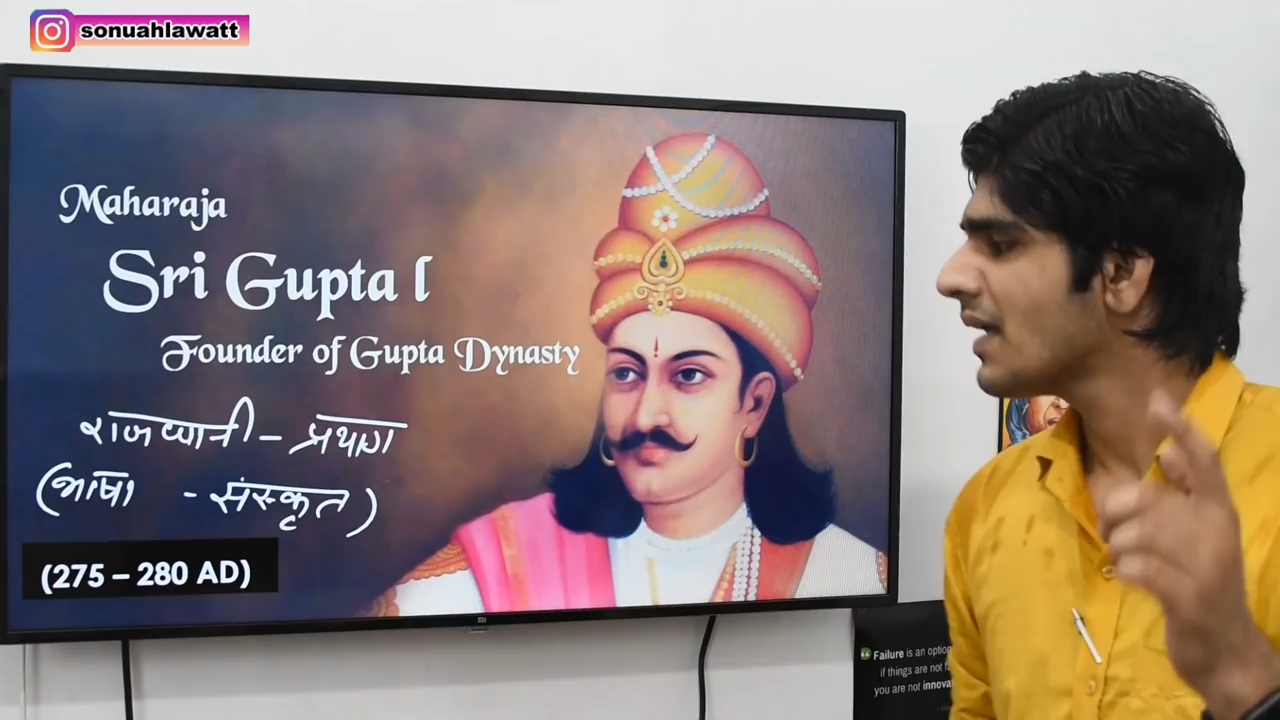 sonuahlawatt
Maharaja
Sri Gupta I
Founder of Gupta Dynasty
राजधानी - प्रयाग
(भाषा - संस्कृत)
(275 – 280 AD)
mi
Failure is an option
if things are not f
you are not innova